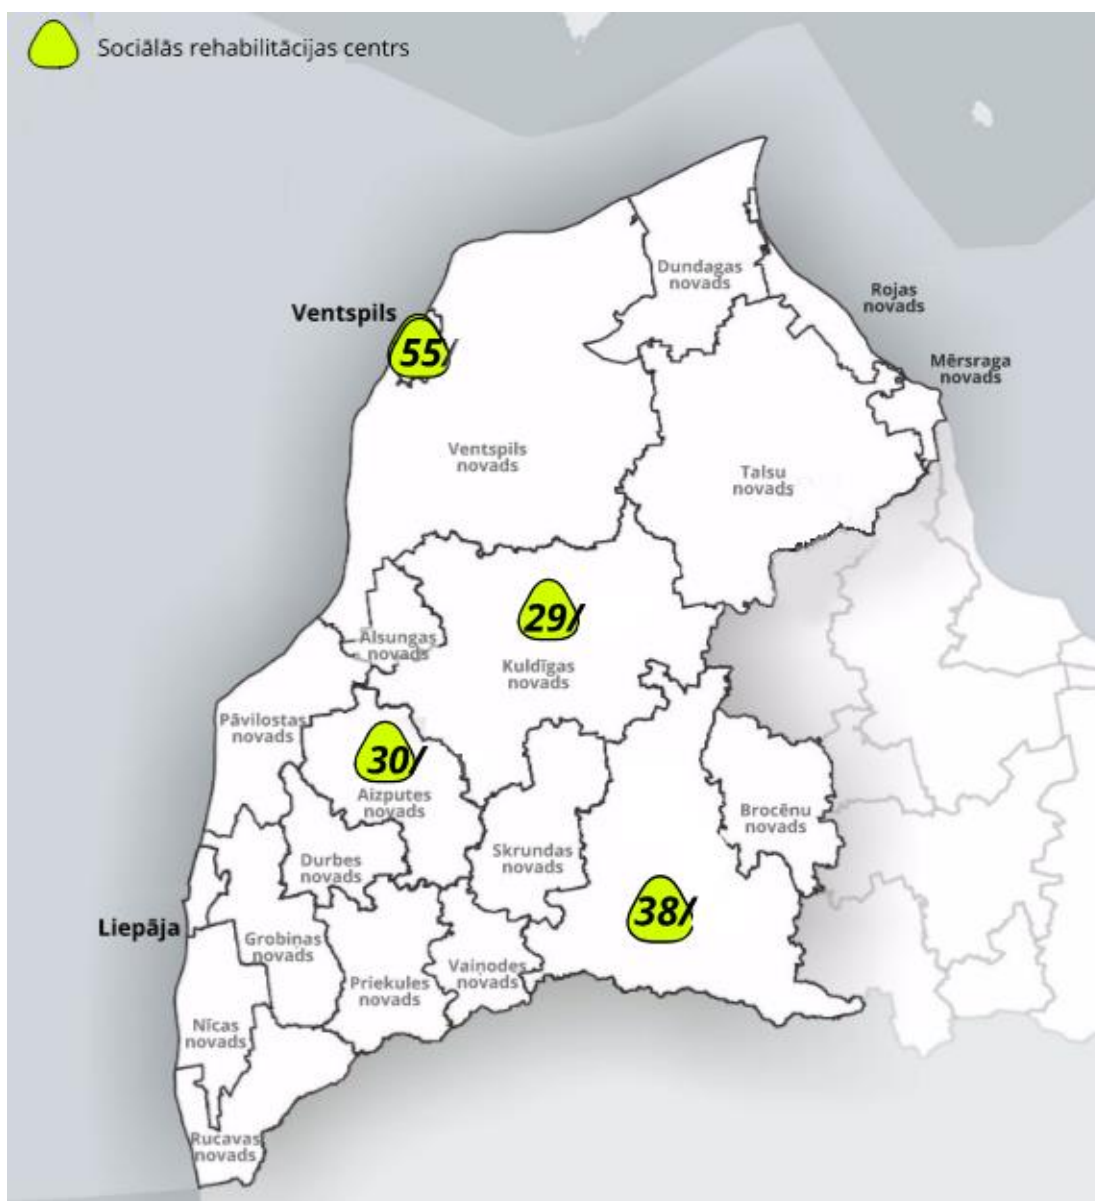 Sociālās rehabilitācijas centrs
Dundagas
novads
Rojas
novads
Ventspils
55/
Mērsraga
novads
Ventspils
novads
Talsu
novads
29/
Alsungas
novads
Kuldīgas
novads
Pāvilostas
novads
30/
Aizputes
novads
Brocēnu
novads
Skrundas
novads
Durbes
novads
38/
Liepāja
Grobiņas
novads
Vaiņodes
novads
Priekules
novads
Nīcas
novads
Rucavas
novads